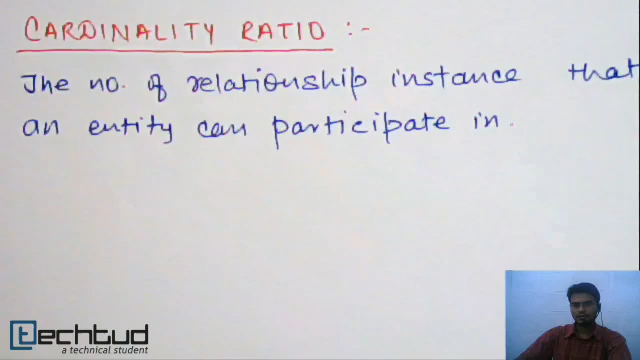 CARDINALITY RATIO :-
The no. of relationship instance that
an entity can participate in.
techtud
a technical student